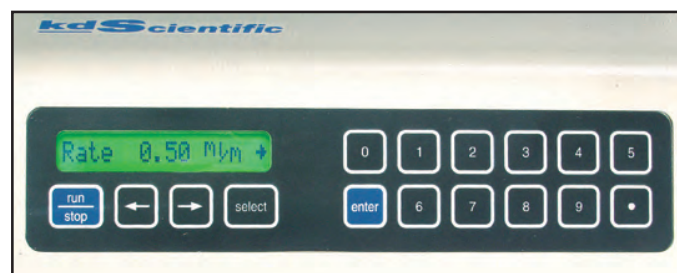 kdScientific
Rate 0.50 Ml/m →
0 1 2 3 4 5
run stop ← → select enter 6 7 8 9 •